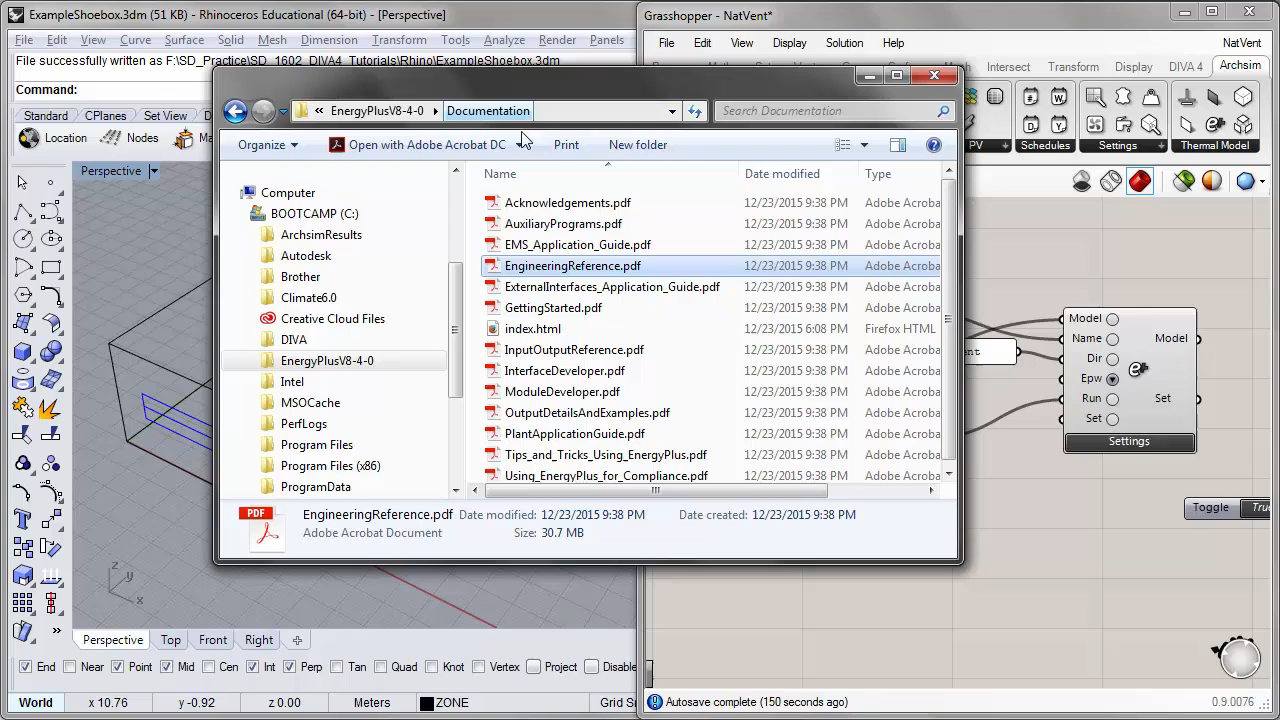 ExampleShoebox.3dm (51 KB) - Rhinoceros Educational (64-bit) - [Perspective]
File Edit View Curve Surface Solid Mesh Dimension Transform Tools Analyze Render Panels
File successfully written as F:\SD_Practice\SD_1602_DIVA4_Tutorials\Rhino\ExampleShoebox.3dm
Command:
Standard CPlanes Set View
Location Nodes
Perspective
Grasshopper - NatVent*
File Edit View Display Solution Help NatVent
Intersect Transform Display DIVA 4 Archsim
PV Schedules Settings Thermal Model
« EnergyPlusV8-4-0 Documentation
Search Documentation
Organize Open with Adobe Acrobat DC Print New folder
Name Date modified Type
Computer
BOOTCAMP (C:)
ArchsimResults
Autodesk
Brother
Climate6.0
Creative Cloud Files
DIVA
EnergyPlusV8-4-0
Intel
MSOCache
PerfLogs
Program Files
Program Files (x86)
ProgramData
Acknowledgements.pdf 12/23/2015 9:38 PM Adobe Acroba
AuxiliaryPrograms.pdf 12/23/2015 9:38 PM Adobe Acroba
EMS_Application_Guide.pdf 12/23/2015 9:38 PM Adobe Acroba
EngineeringReference.pdf 12/23/2015 9:38 PM Adobe Acroba
ExternalInterfaces_Application_Guide.pdf 12/23/2015 9:38 PM Adobe Acroba
GettingStarted.pdf 12/23/2015 9:38 PM Adobe Acroba
index.html 12/23/2015 6:08 PM Firefox HTML
InputOutputReference.pdf 12/23/2015 9:38 PM Adobe Acroba
InterfaceDeveloper.pdf 12/23/2015 9:38 PM Adobe Acroba
ModuleDeveloper.pdf 12/23/2015 9:38 PM Adobe Acroba
OutputDetailsAndExamples.pdf 12/23/2015 9:38 PM Adobe Acroba
PlantApplicationGuide.pdf 12/23/2015 9:38 PM Adobe Acroba
Tips_and_Tricks_Using_EnergyPlus.pdf 12/23/2015 9:38 PM Adobe Acroba
Using_EnergyPlus_for_Compliance.pdf 12/23/2015 9:38 PM Adobe Acroba
PDF
EngineeringReference.pdf Date modified: 12/23/2015 9:38 PM Date created: 12/23/2015 9:38 PM
Adobe Acrobat Document Size: 30.7 MB
Model
Name
Dir
Epw
Run
Set
Model
Set
Settings
Toggle
z y x
Perspective Top Front Right
End Near Point Mid Cen Int Perp Tan Quad Knot Vertex Project Disable
World x 10.76 y -0.92 z 0.00 Meters ZONE
Autosave complete (150 seconds ago) 0.9.0076